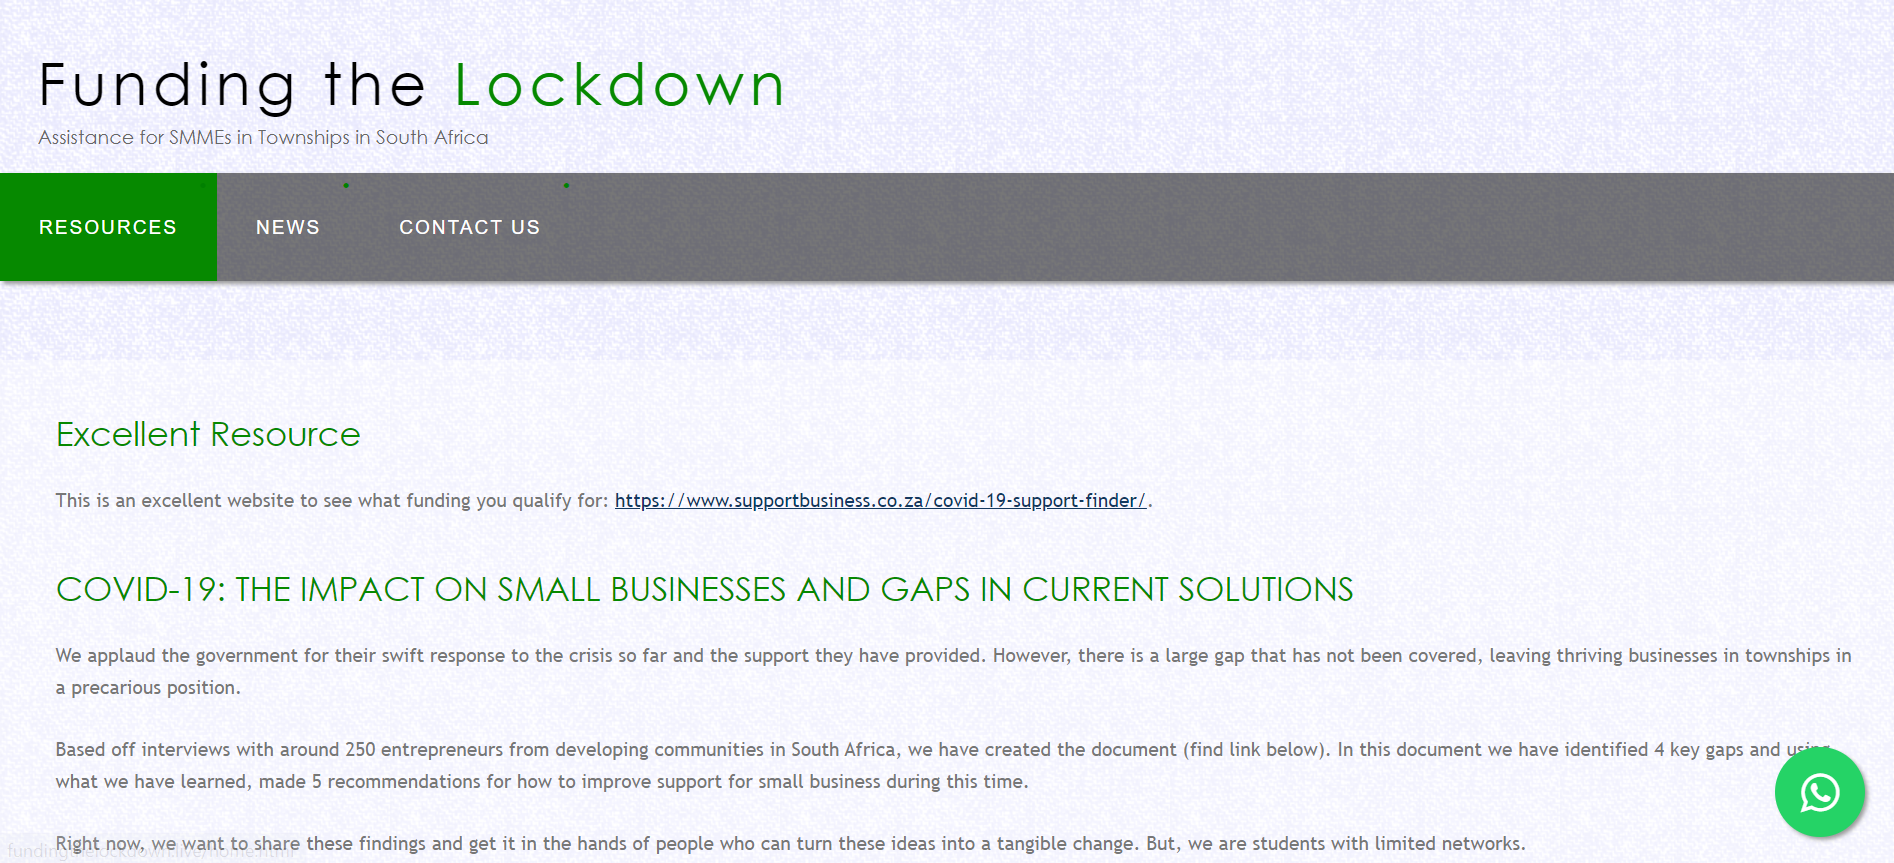 Funding the Lockdown
Assistance for SMMEs in Townships in South Africa
RESOURCES
NEWS
CONTACT US
Excellent Resource
This is an excellent website to see what funding you qualify for: https://www.supportbusiness.co.za/covid-19-support-finder/.
COVID-19: THE IMPACT ON SMALL BUSINESSES AND GAPS IN CURRENT SOLUTIONS
We applaud the government for their swift response to the crisis so far and the support they have provided. However, there is a large gap that has not been covered, leaving thriving businesses in townships in
a precarious position.
Based off interviews with around 250 entrepreneurs from developing communities in South Africa, we have created the document (find link below). In this document we have identified 4 key gaps and using
what we have learned, made 5 recommendations for how to improve support for small business during this time.
Right now, we want to share these findings and get it in the hands of people who can turn these ideas into a tangible change. But, we are students with limited networks.
fundingthelockdown.live/home.html